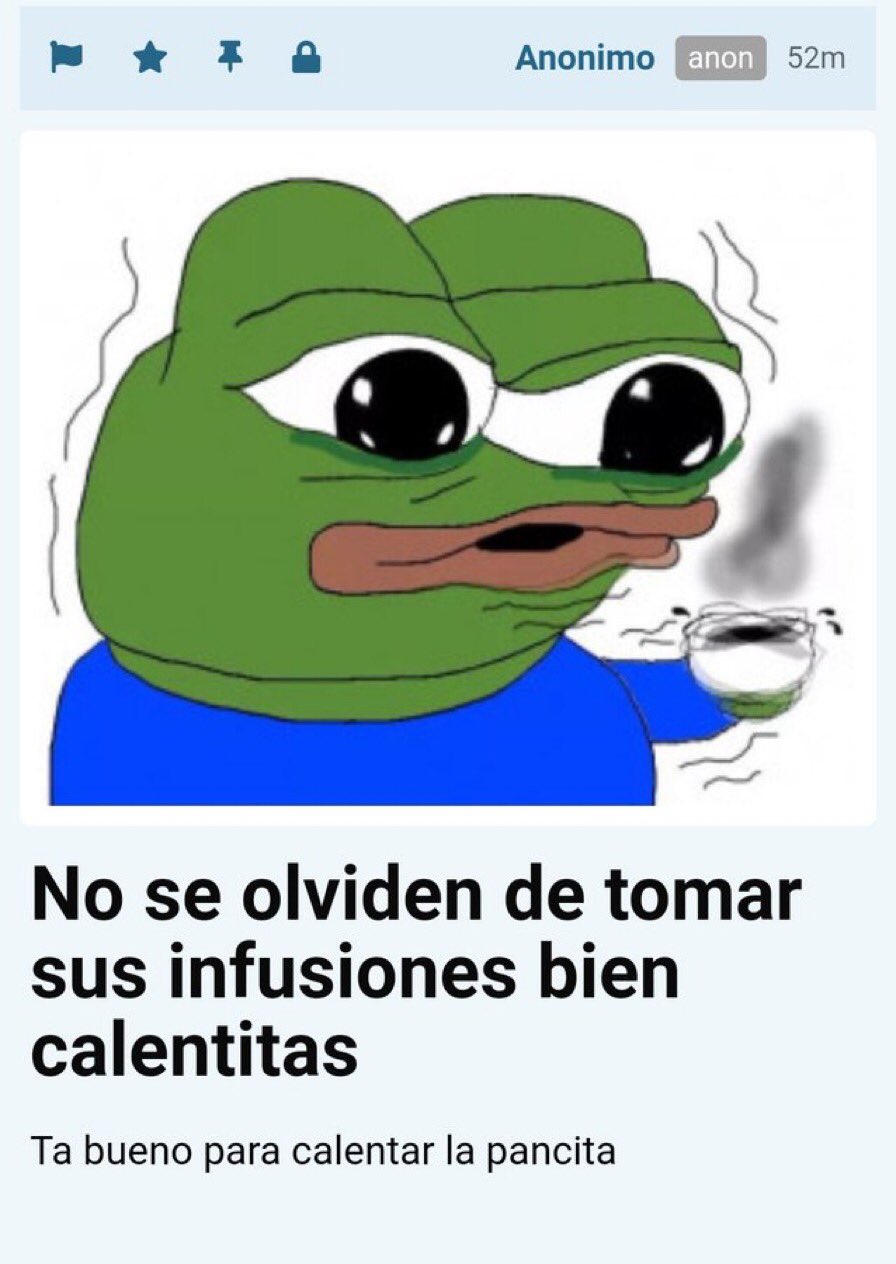 Anonimo anon 52m
No se olviden de tomar
sus infusiones bien
calentitas
Ta bueno para calentar la pancita